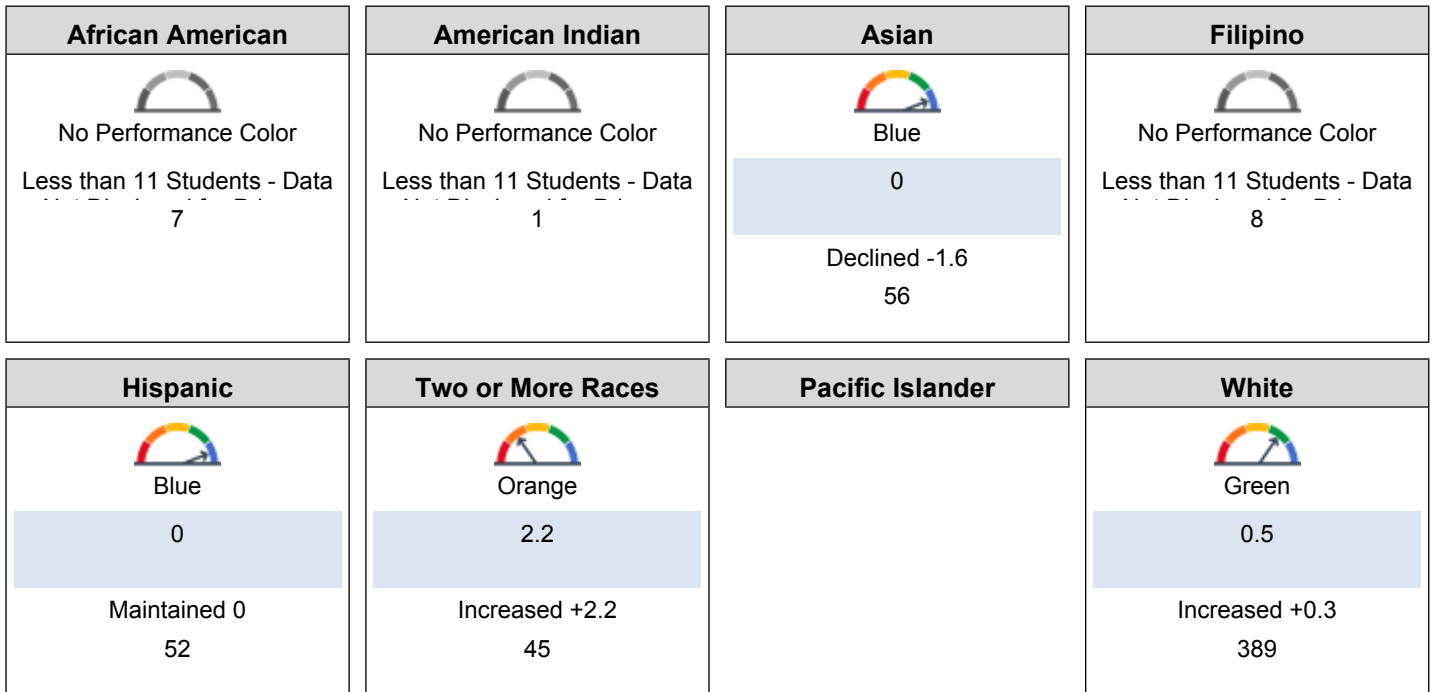 African American
No Performance Color
Less than 11 Students - Data
7
American Indian
No Performance Color
Less than 11 Students - Data
1
Asian
Blue
0
Declined -1.6
56
Filipino
No Performance Color
Less than 11 Students - Data
8
Hispanic
Blue
0
Maintained 0
52
Two or More Races
Orange
2.2
Increased +2.2
45
Pacific Islander
White
Green
0.5
Increased +0.3
389